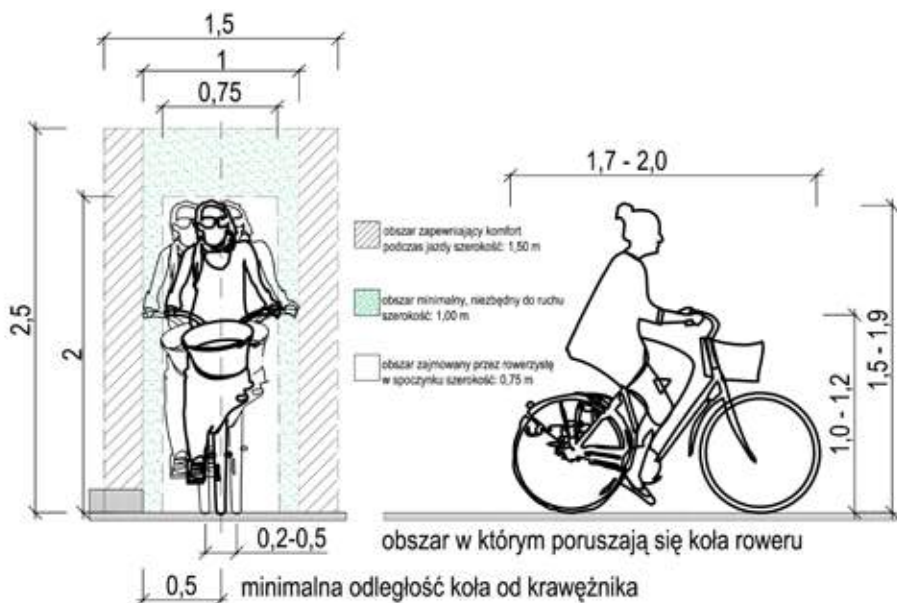 1,5
1
0,75
2,5
2
1,7 - 2,0
obszar zapewniający komfort
podczas jazdy szerokość: 1,50 m
obszar minimalny, niezbędny do ruchu
szerokość: 1,00 m
obszar zajmowany przez rowerzystę
w spoczynku szerokość: 0,75 m
1,0 - 1,2
1,5 - 1,9
0,2-0,5
obszar w którym poruszają się koła roweru
0,5
minimalna odległość koła od krawężnika